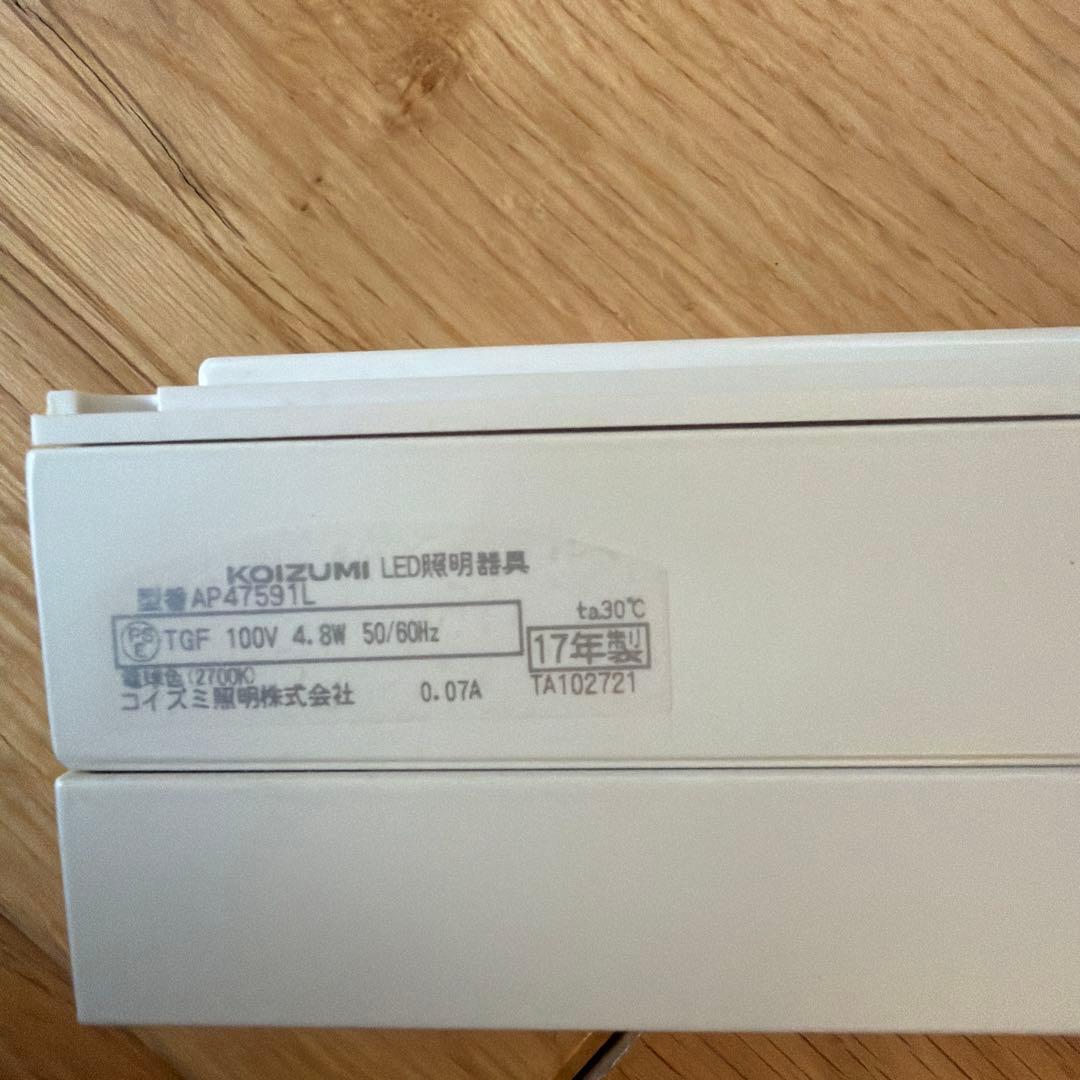 KOIZUMI LED照明器具
型番AP47591L
ta30℃
PS E TGF 100V 4.8W 50/60Hz
17年製
電球色(2700K)
TA102721
コイズミ照明株式会社 0.07A